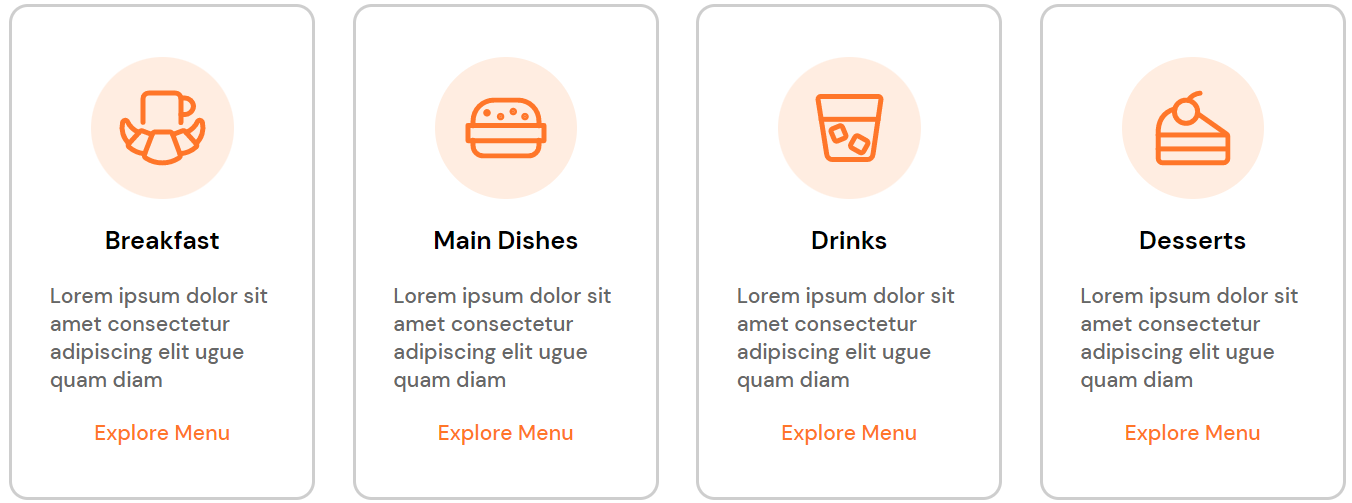 Breakfast
Lorem ipsum dolor sit
amet consectetur
adipiscing elit ugue
quam diam
Explore Menu
Main Dishes
Lorem ipsum dolor sit
amet consectetur
adipiscing elit ugue
quam diam
Explore Menu
Drinks
Lorem ipsum dolor sit
amet consectetur
adipiscing elit ugue
quam diam
Explore Menu
Desserts
Lorem ipsum dolor sit
amet consectetur
adipiscing elit ugue
quam diam
Explore Menu